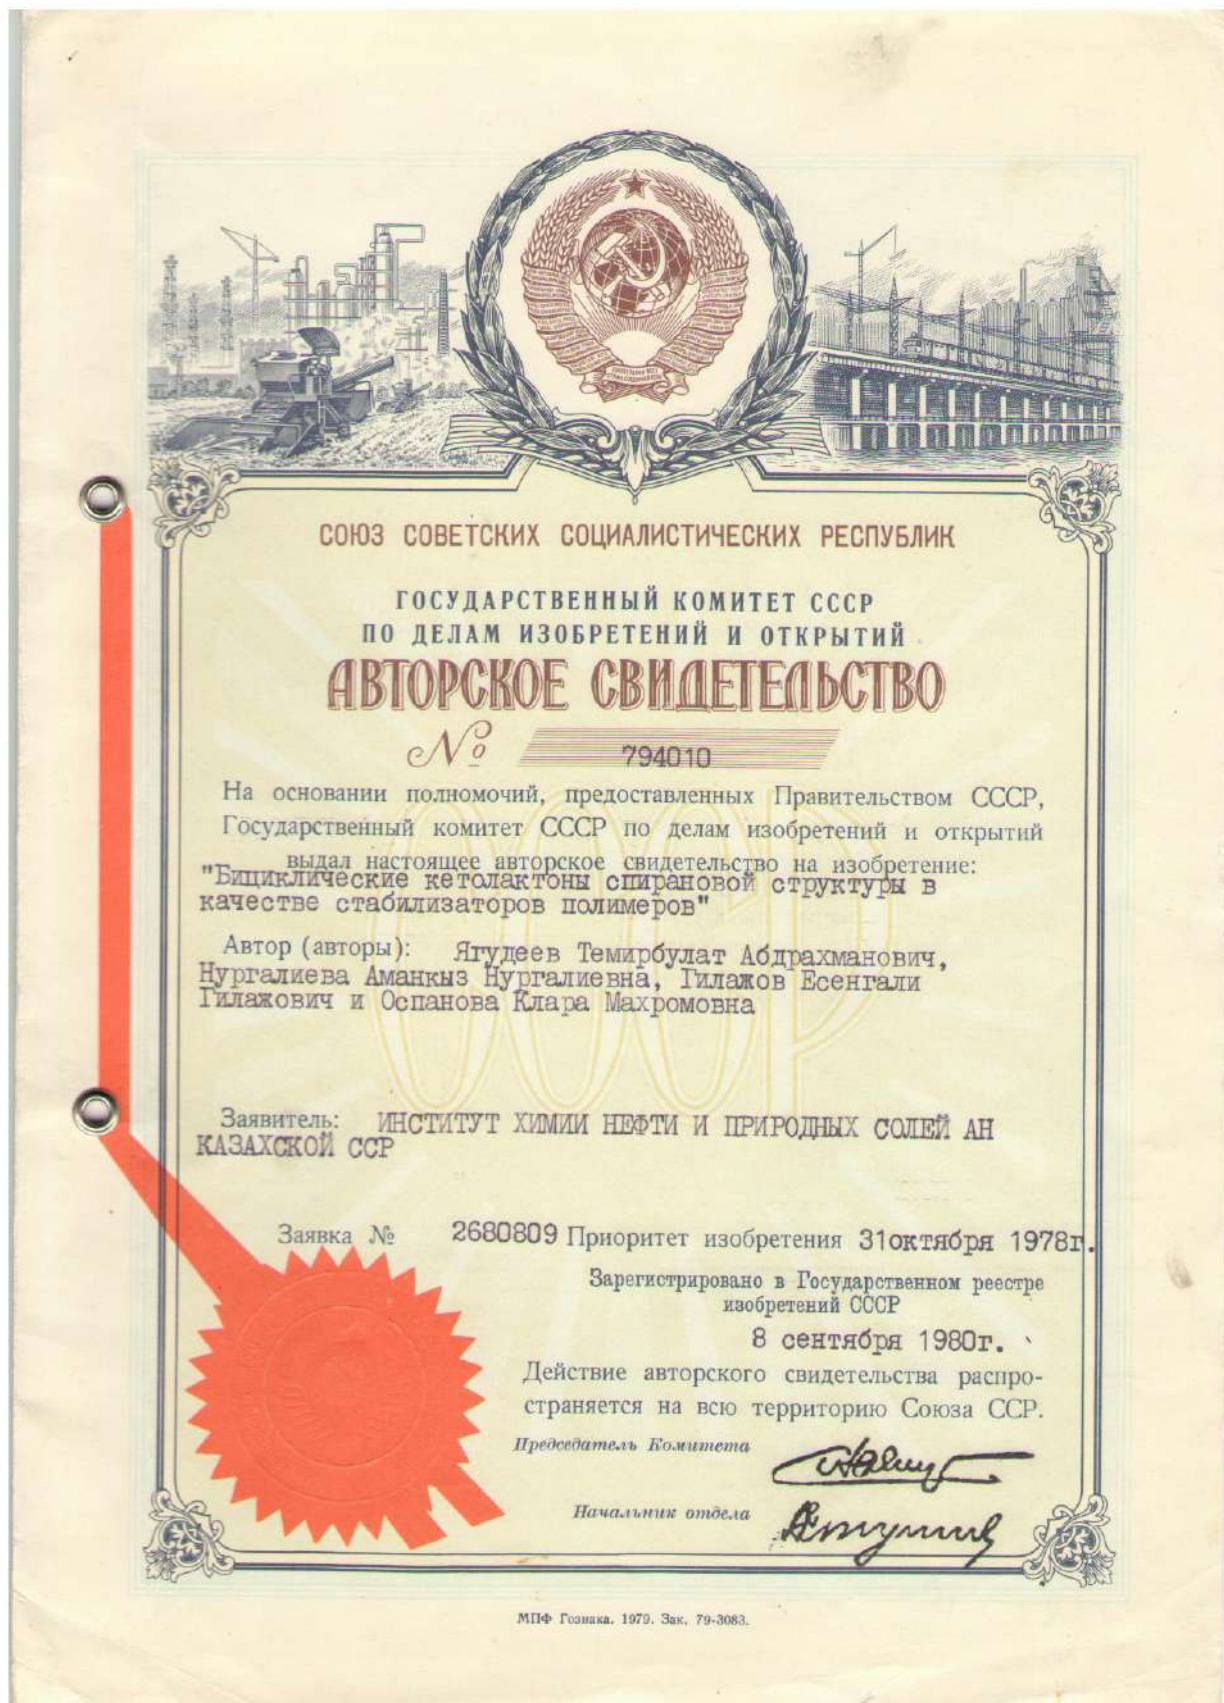 СОЮЗ СОВЕТСКИХ СОЦИАЛИСТИЧЕСКИХ РЕСПУБЛИК
ГОСУДАРСТВЕННЫЙ КОМИТЕТ СССР
ПО ДЕЛАМ ИЗОБРЕТЕНИЙ И ОТКРЫТИЙ
АВТОРСКОЕ СВИДЕТЕЛЬСТВО
№ 794010
На основании полномочий, предоставленных Правительством СССР,
Государственный комитет СССР по делам изобретений и открытий
выдал настоящее авторское свидетельство на изобретение:
"Бициклические кетолактоны спирановой структуры в
качестве стабилизаторов полимеров"
Автор (авторы): Ягудеев Темирбулат Абдрахманович,
Нургалиева Аманкыз Нургалиевна, Гилажов Есенгали
Гилажович и Оспанова Клара Махромовна
СССР
Заявитель: ИНСТИТУТ ХИМИИ НЕФТИ И ПРИРОДНЫХ СОЛЕЙ АН
КАЗАХСКОЙ ССР
Заявка № 2680809 Приоритет изобретения 31октября 1978г.
Зарегистрировано в Государственном реестре
изобретений СССР
8 сентября 1980г.
Действие авторского свидетельства распро-
страняется на всю территорию Союза ССР.
Председатель Комитета
Начальник отдела
МПФ Гознака. 1979. Зак. 79-3083.